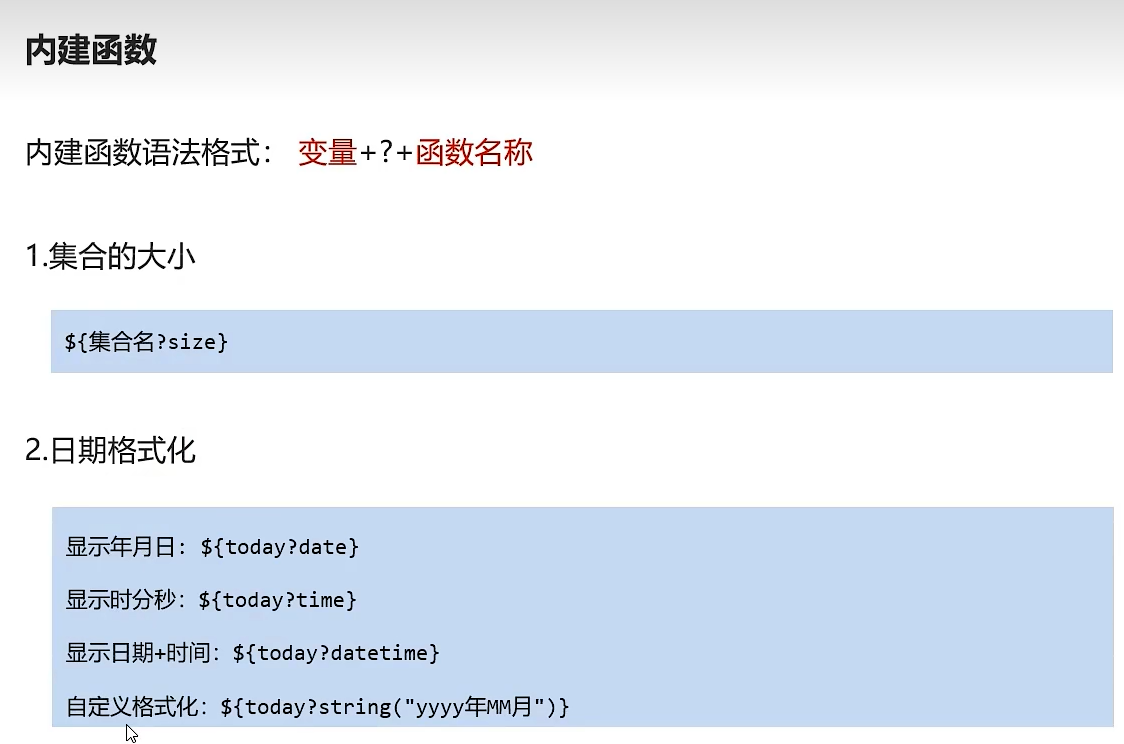 内建函数
内建函数语法格式： 变量+?+函数名称
1.集合的大小
${集合名?size}
2.日期格式化
显示年月日：${today?date}
显示时分秒：${today?time}
显示日期+时间：${today?datetime}
自定义格式化：${today?string("yyyy年MM月")}